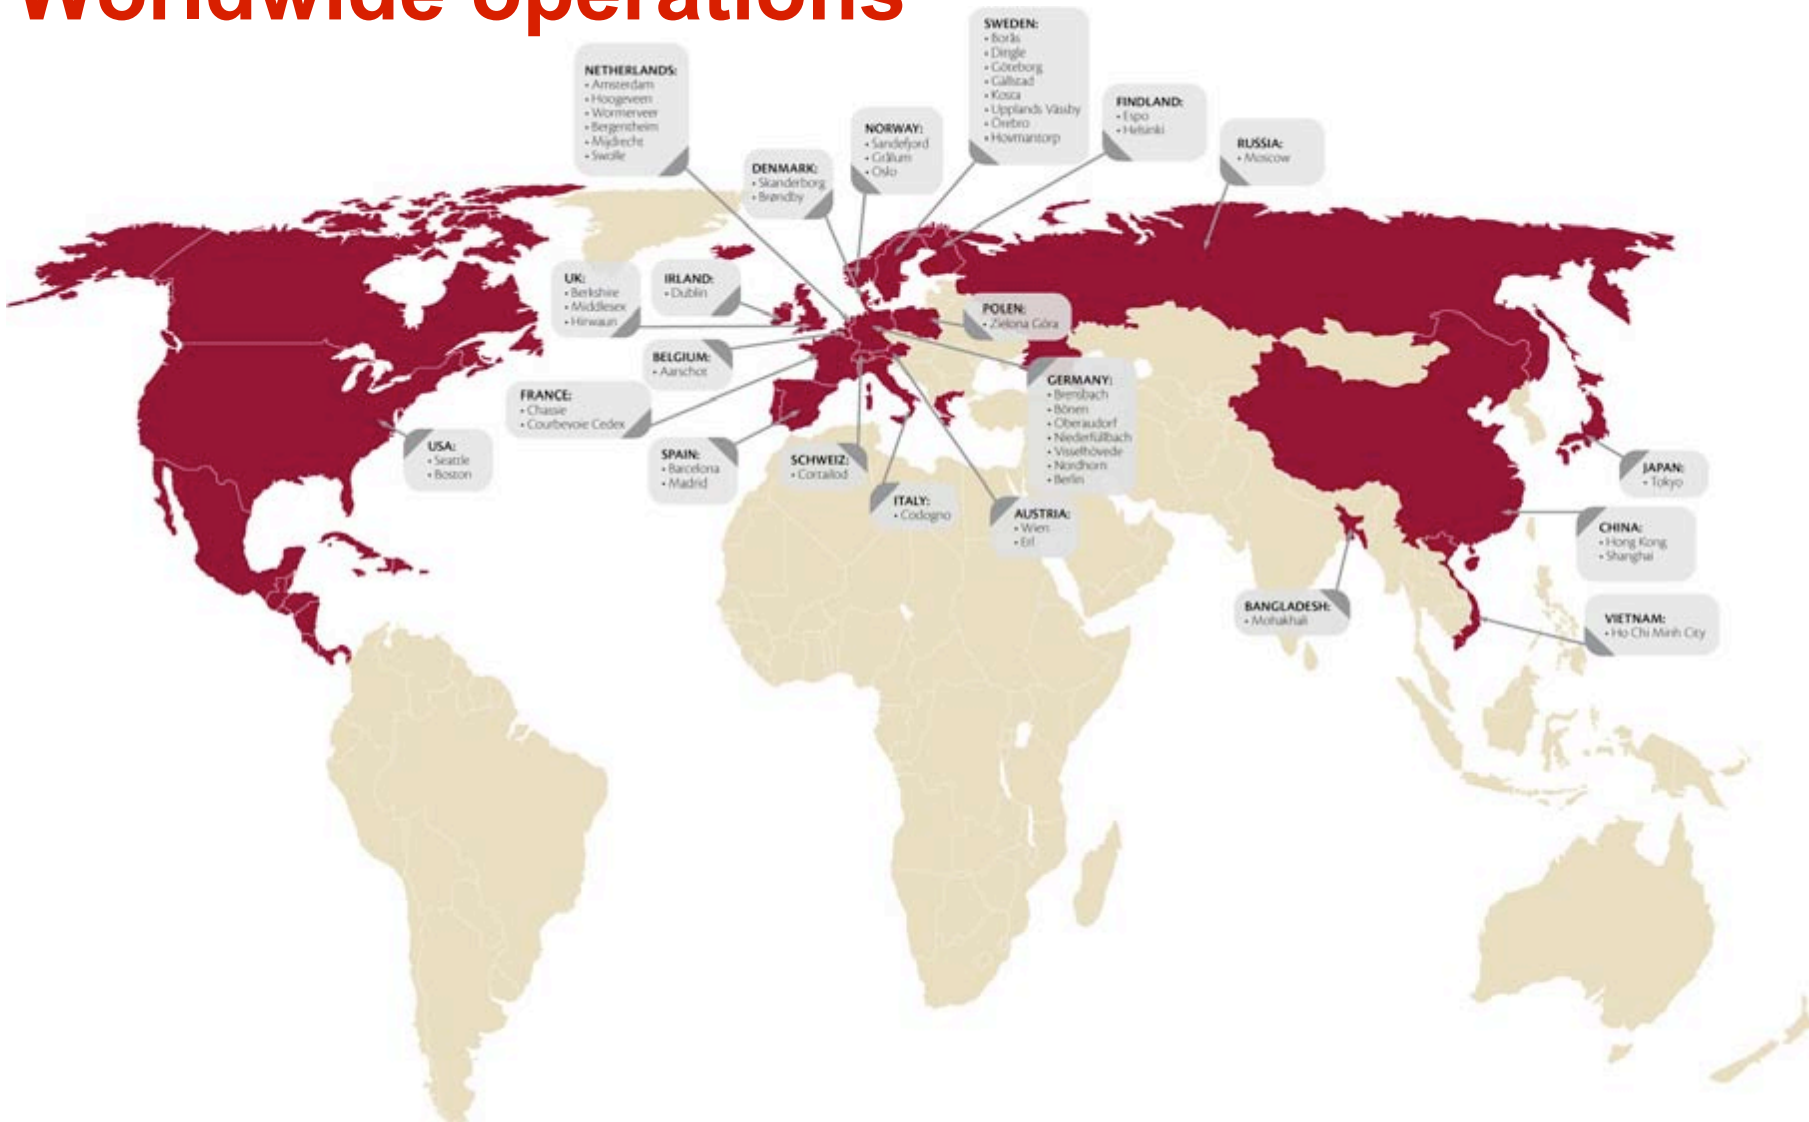 Worldwide operations
SWEDEN:
• Borås
• Dingle
• Göteborg
• Gällstad
• Kosta
• Upplands Vässby
• Örebro
• Hovmantorp
NETHERLANDS:
• Amsterdam
• Hoogeveen
• Wormerveer
• Bergentheim
• Mijdrecht
• Swolle
FINDLAND:
• Espo
• Helsinki
NORWAY:
• Sandefjord
• Grålum
• Oslo
RUSSIA:
• Moscow
DENMARK:
• Skanderborg
• Brøndby
UK:
• Berkshire
• Middlesex
• Hirwaun
IRLAND:
• Dublin
POLEN:
• Zielona Góra
BELGIUM:
• Aarschot
GERMANY:
• Brensbach
• Bönen
• Oberaudorf
• Niederfüllbach
• Visselhövede
• Nordhorn
• Berlin
FRANCE:
• Chassie
• Courbevoie Cedex
USA:
• Seattle
• Boston
SPAIN:
• Barcelona
• Madrid
SCHWEIZ:
• Cortaillod
ITALY:
• Codogno
AUSTRIA:
• Wien
• Erl
JAPAN:
• Tokyo
CHINA:
• Hong Kong
• Shanghai
BANGLADESH:
• Mohakhali
VIETNAM:
• Ho Chi Minh City